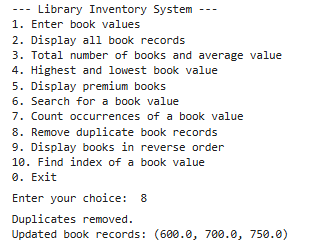 --- Library Inventory System ---
1. Enter book values
2. Display all book records
3. Total number of books and average value
4. Highest and lowest book value
5. Display premium books
6. Search for a book value
7. Count occurrences of a book value
8. Remove duplicate book records
9. Display books in reverse order
10. Find index of a book value
0. Exit
Enter your choice:  8
Duplicates removed.
Updated book records: (600.0, 700.0, 750.0)